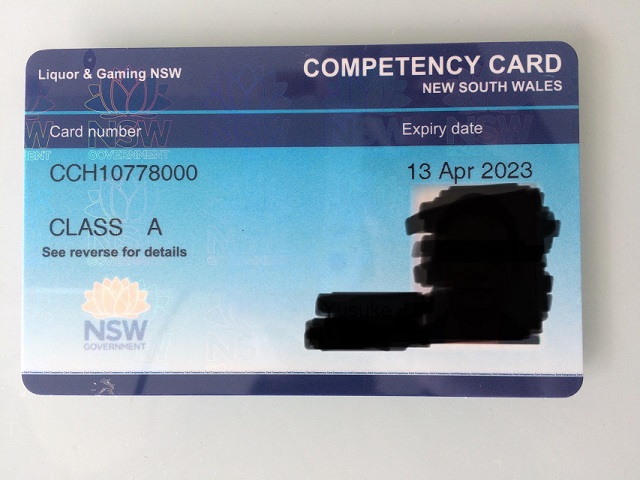 Liquor & Gaming NSW
COMPETENCY CARD
NEW SOUTH WALES
Card number
Expiry date
CCH10778000
13 Apr 2023
CLASS A
See reverse for details
NSW
GOVERNMENT